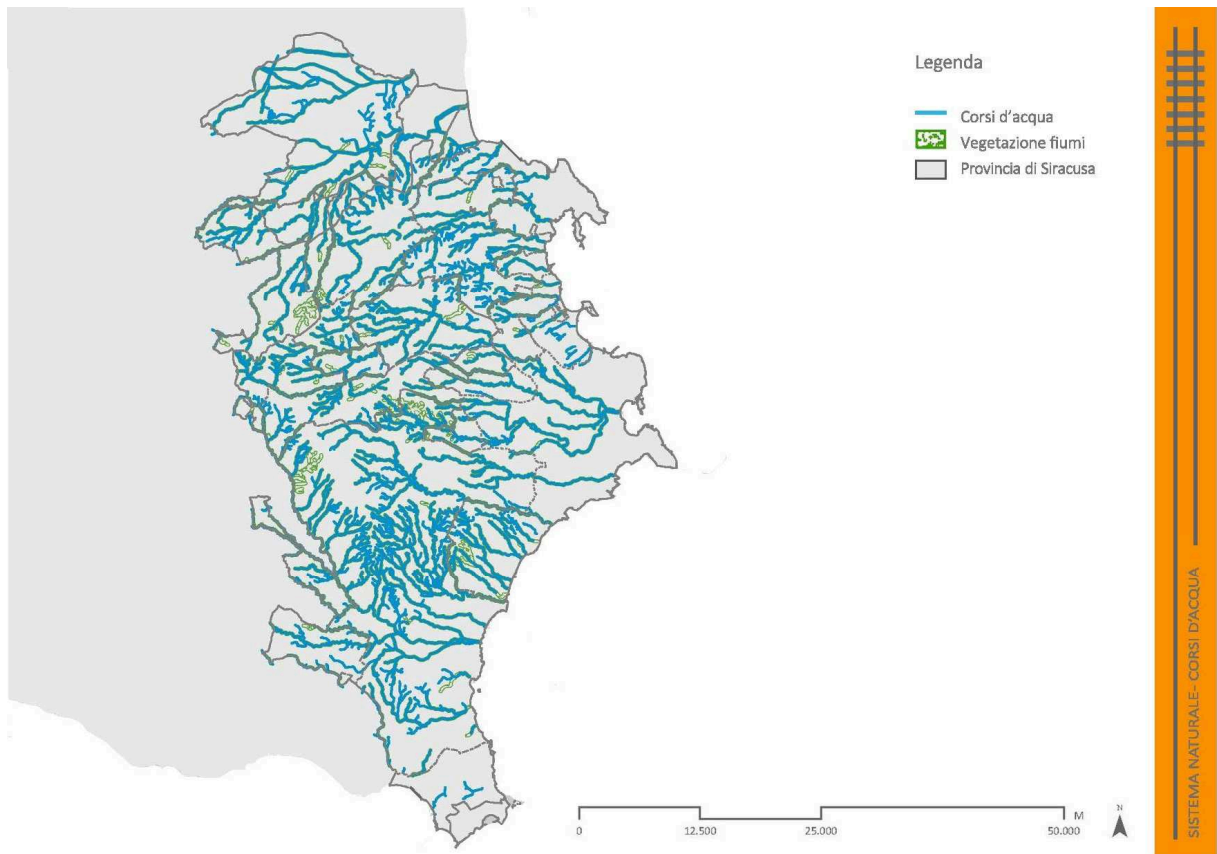 Legenda
Corsi d'acqua
Vegetazione fiumi
Provincia di Siracusa
M
N
0
12.500
25.000
50.000
SISTEMA NATURALE- CORSI D'ACQUA